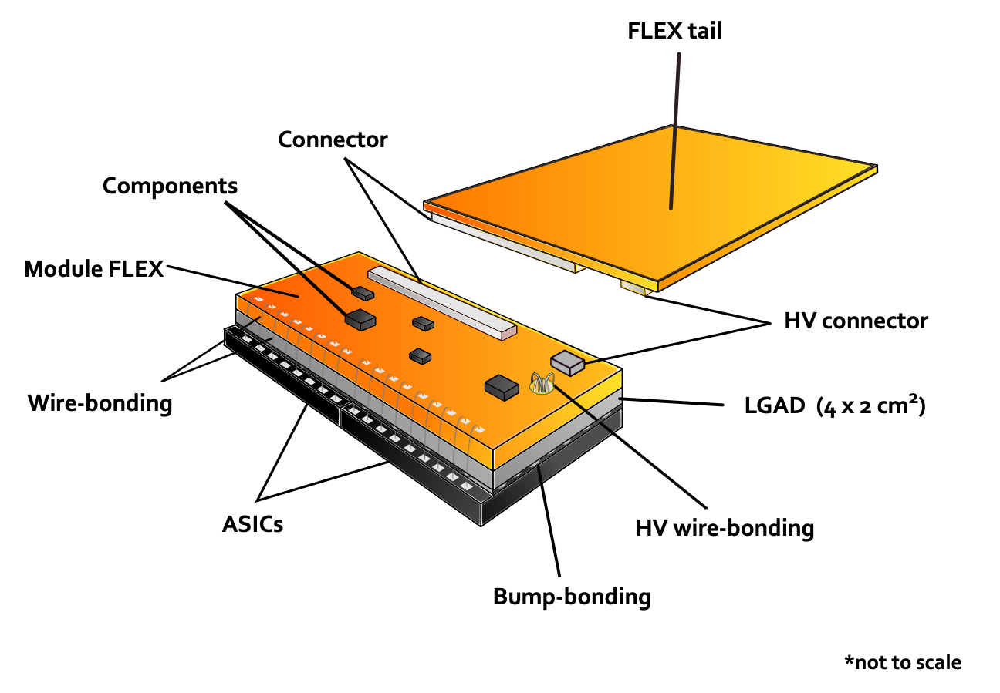 FLEX tail
Connector
Components
Module FLEX
HV connector
Wire-bonding
LGAD (4 x 2 cm²)
ASICs
HV wire-bonding
Bump-bonding
*not to scale